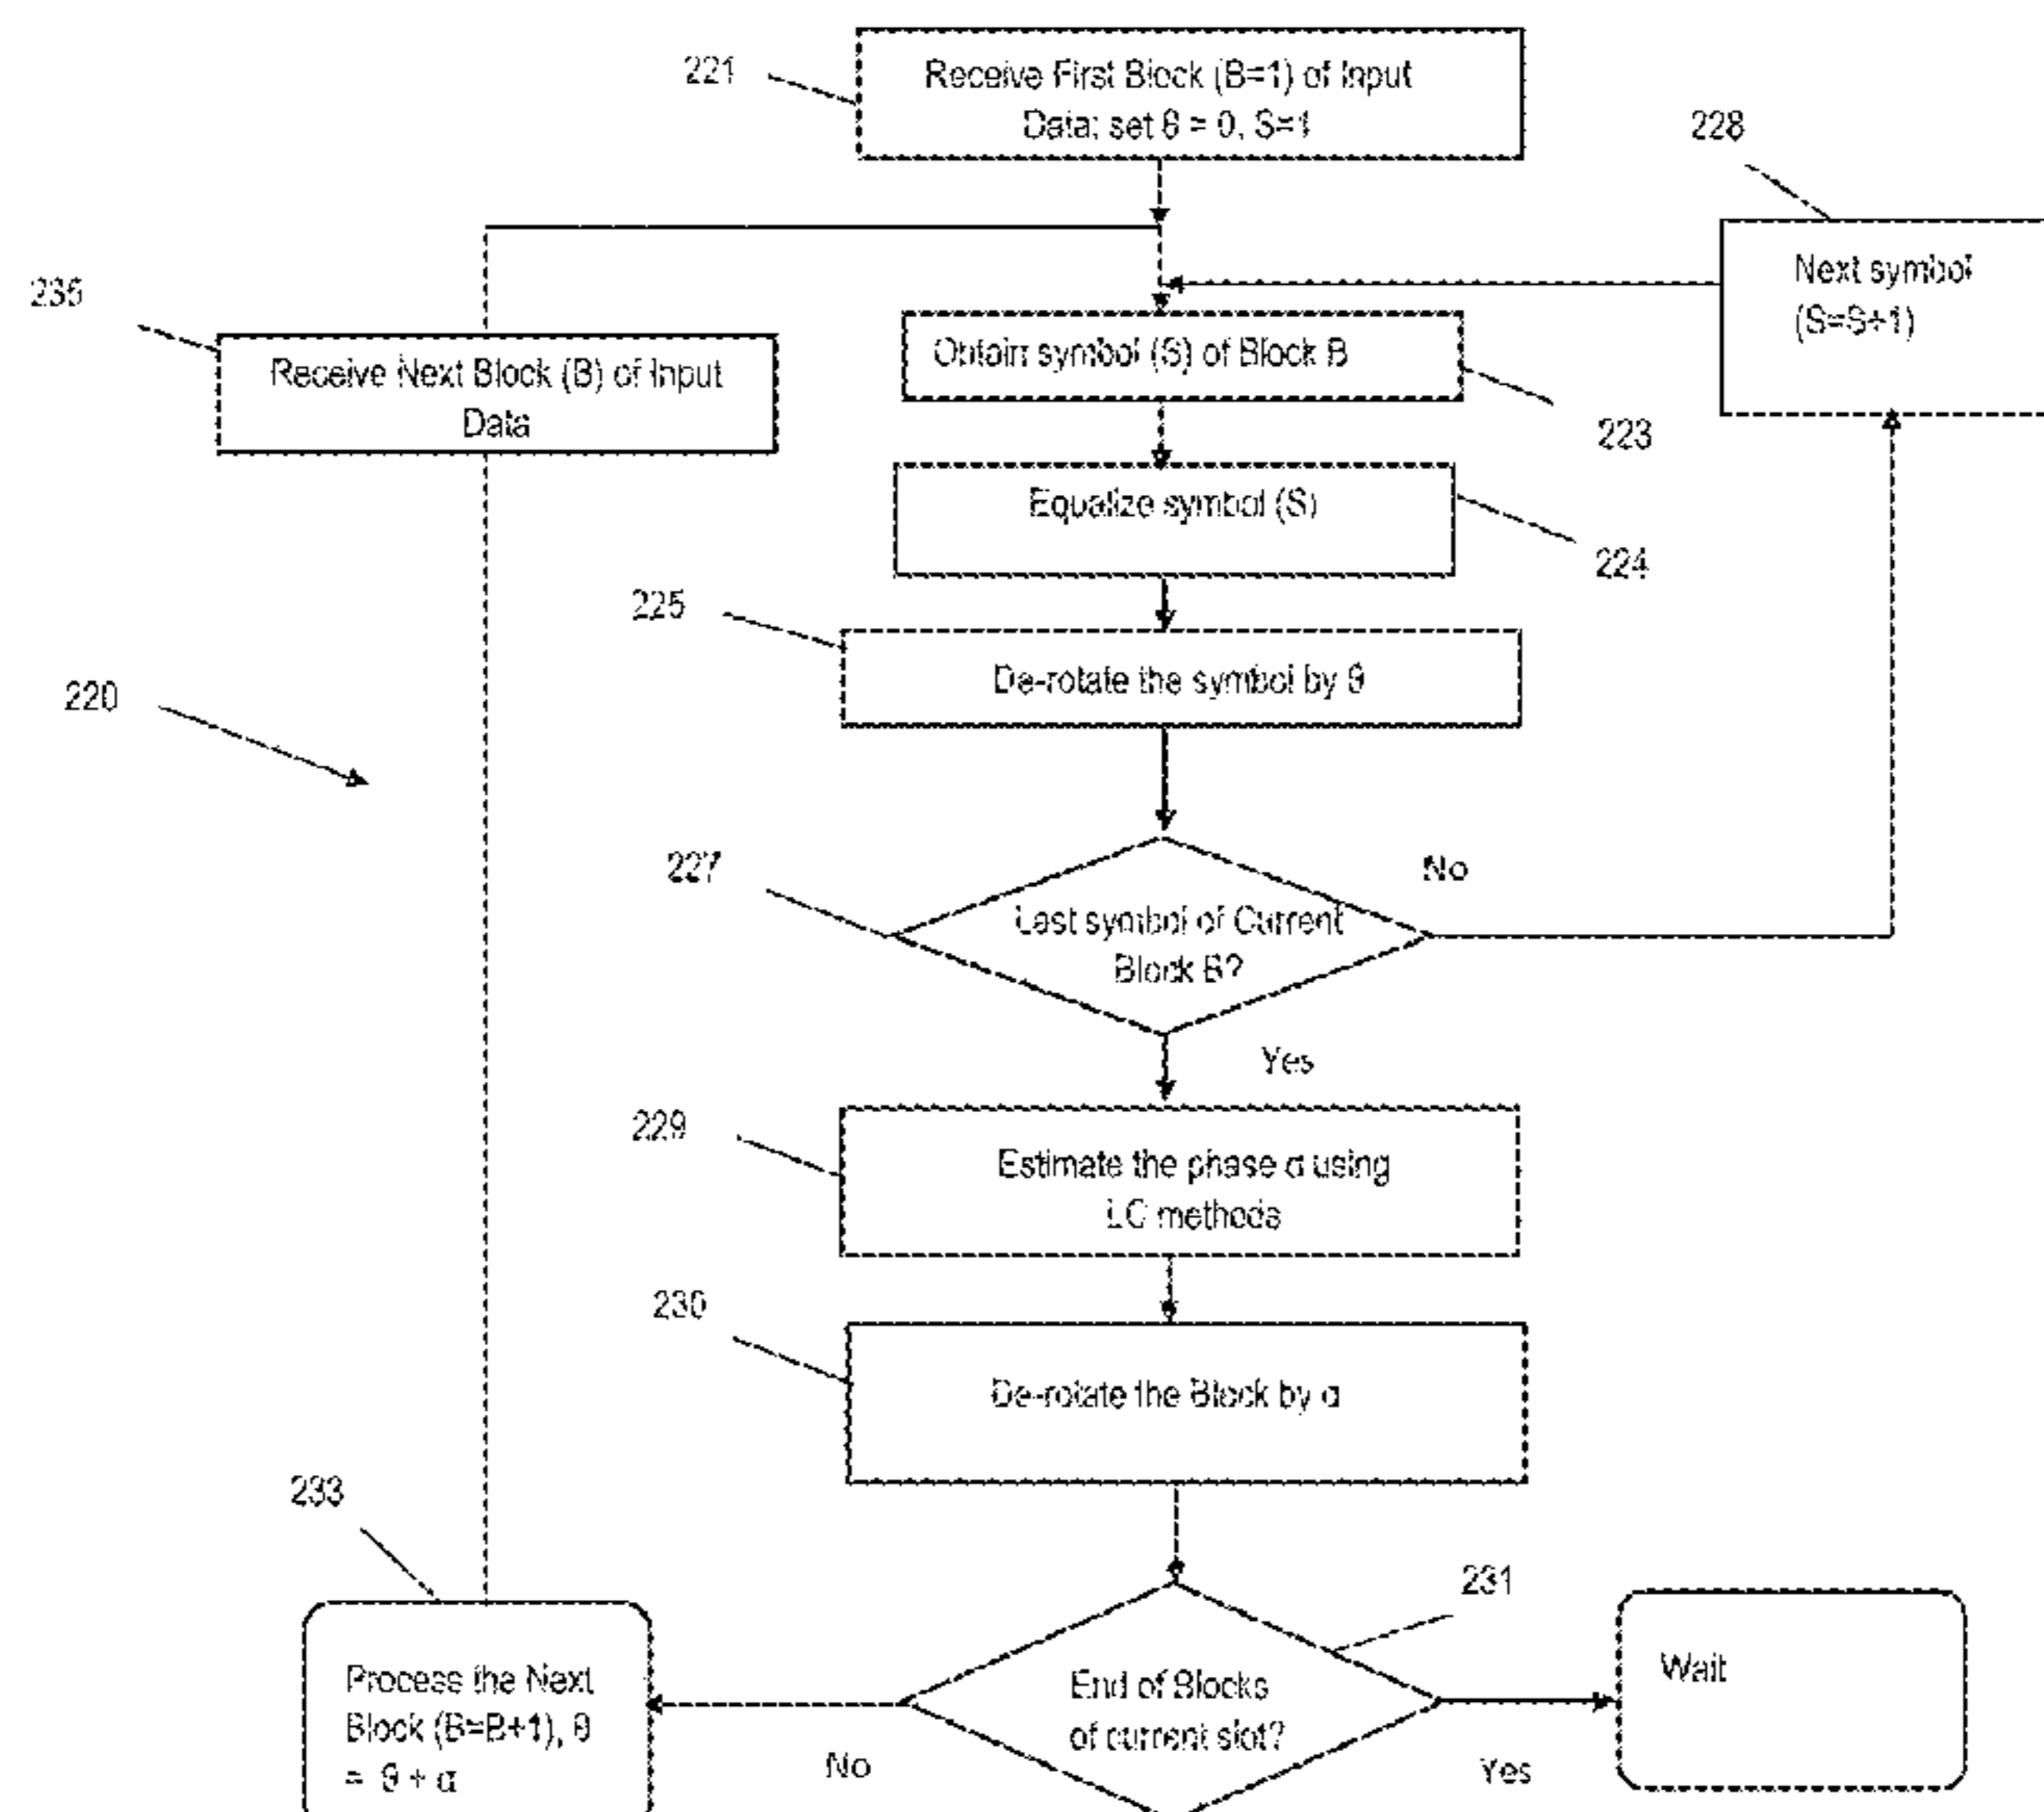 221
Receive First Block (B=1) of Input
Data; set θ = 0, S=1
228
Next symbol
(S=S+1)
235
Receive Next Block (B) of Input
Data
Obtain symbol (S) of Block B
223
Equalize symbol (S)
224
225
De-rotate the symbol by θ
220
227
Last symbol of Current
Block B?
No
Yes
229
Estimate the phase α using
LC methods
230
De-rotate the Block by α
233
Process the Next
Block (B=B+1), θ
= θ + α
231
End of Blocks
of current slot?
No
Yes
Wait